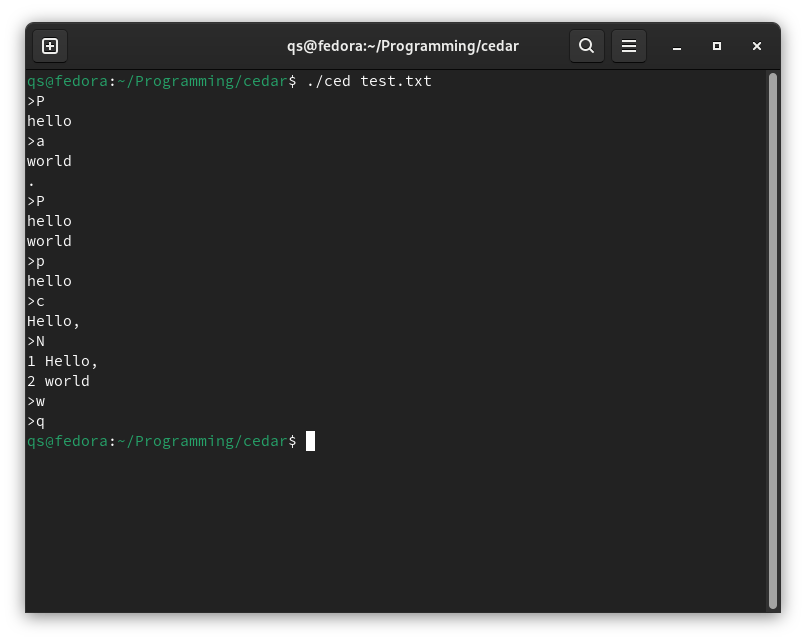 qs@fedora:~/Programming/cedar
qs@fedora:~/Programming/cedar$ ./ced test.txt
>P
hello
>a
world
.
>P
hello
world
>p
hello
>c
Hello,
>N
1 Hello,
2 world
>w
>q
qs@fedora:~/Programming/cedar$